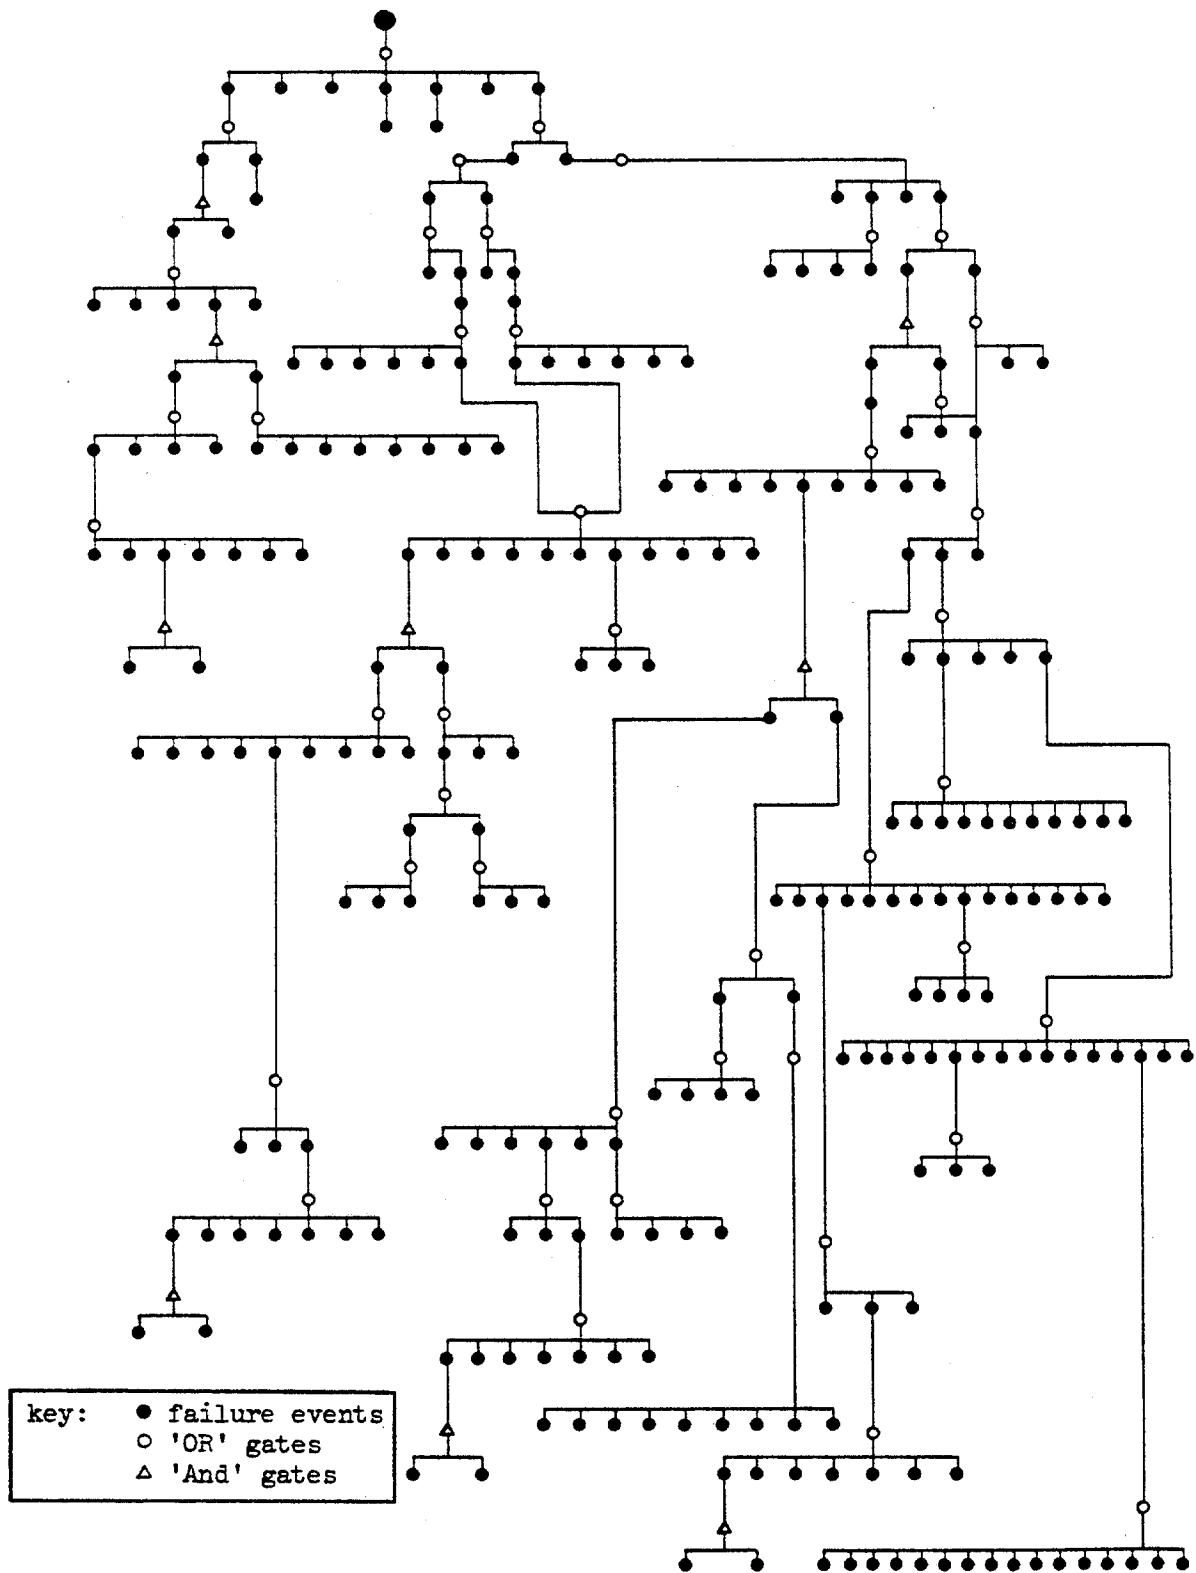 key: ● failure events
○ 'OR' gates
△ 'And' gates